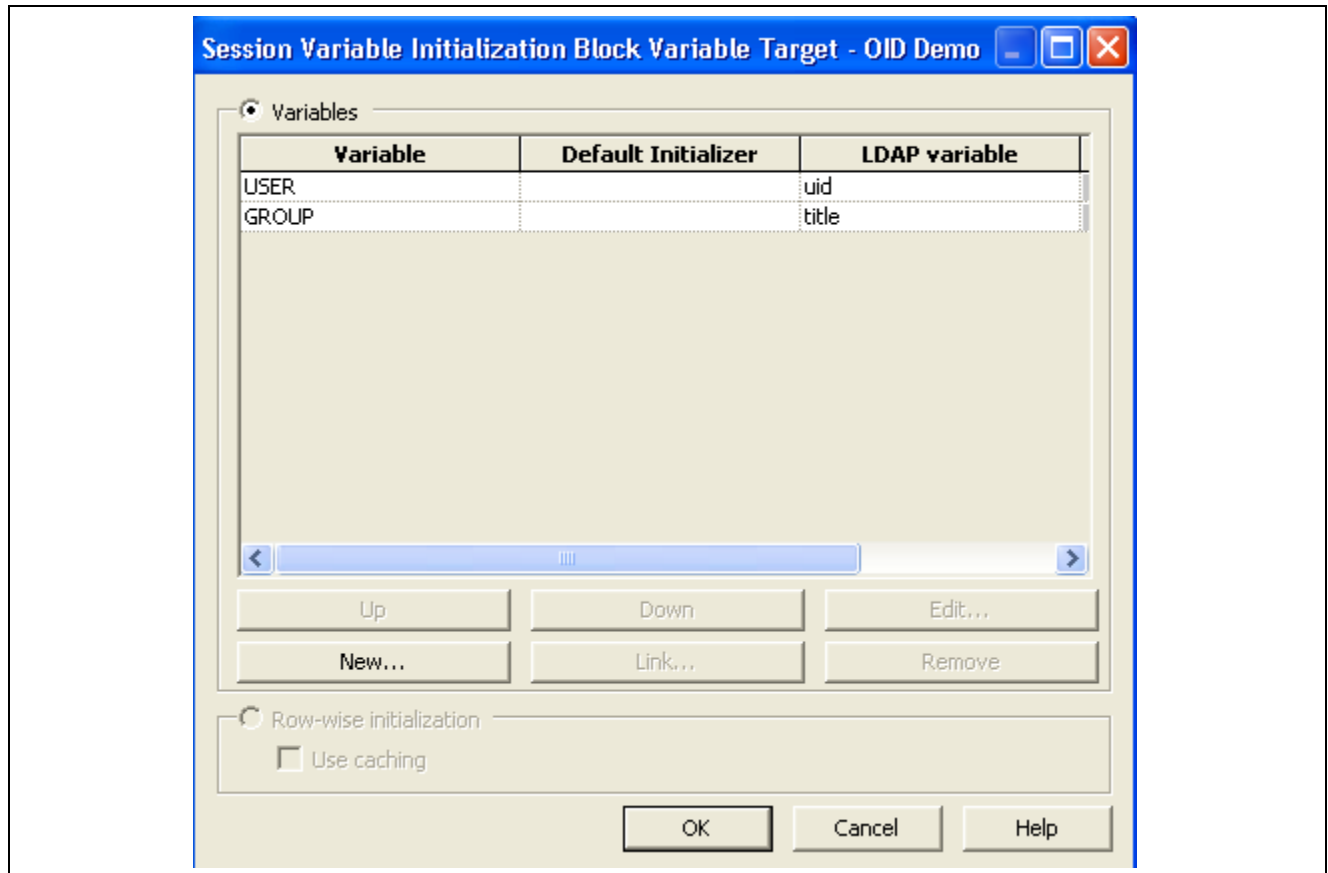 Session Variable Initialization Block Variable Target - OID Demo
Variables
Variable Default Initializer LDAP variable
USER uid
GROUP title
Up Down Edit...
New... Link... Remove
Row-wise initialization
Use caching
OK Cancel Help